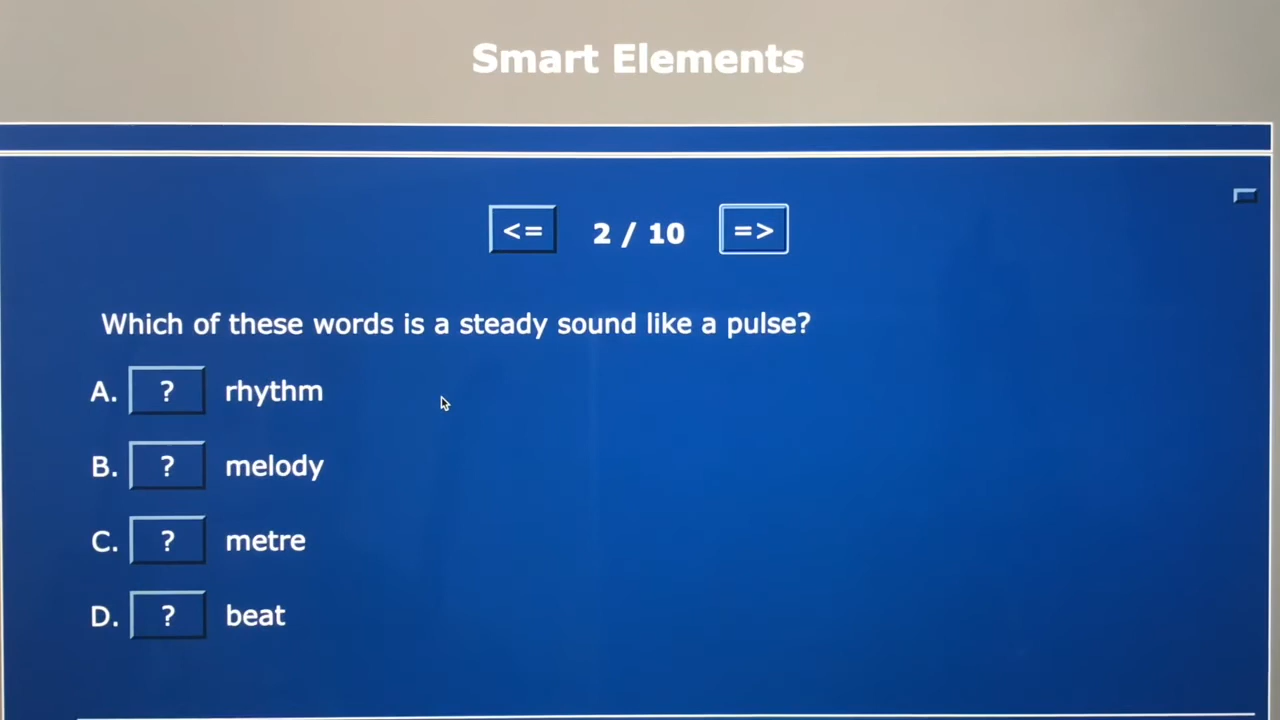 Smart Elements
<= 2 / 10 =>
Which of these words is a steady sound like a pulse?
A. ? rhythm
B. ? melody
C. ? metre
D. ? beat